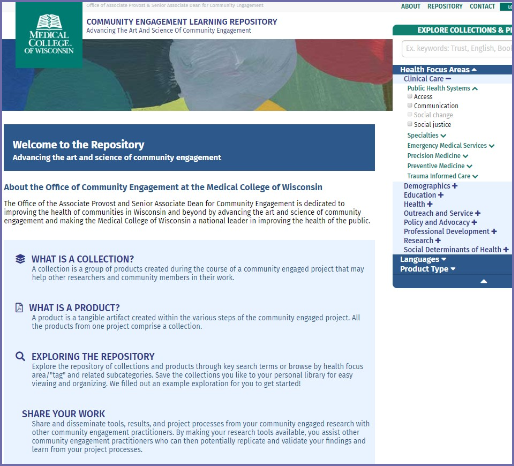 Office of Associate Provost & Senior Associate Dean for Community Engagement
ABOUT REPOSITORY CONTACT
COMMUNITY ENGAGEMENT LEARNING REPOSITORY
Advancing The Art And Science Of Community Engagement
MEDICAL
COLLEGE
OF WISCONSIN
EXPLORE COLLECTIONS &
Ex. keywords: Trust, English,
Health Focus Areas
Clinical Care
Public Health Systems
Access
Communication
Social change
Social justice
Specialties
Emergency Medical Services
Precision Medicine
Preventive Medicine
Trauma Informed Care
Demographics +
Education +
Health +
Outreach and Service +
Policy and Advocacy +
Professional Development +
Research +
Social Determinants of Health +
Languages
Product Type
Welcome to the Repository
Advancing the art and science of community engagement
About the Office of Community Engagement at the Medical College of Wisconsin
The Office of the Associate Provost and Senior Associate Dean for Community Engagement is dedicated to
improving the health of communities in Wisconsin and beyond by advancing the art and science of community
engagement and making the Medical College of Wisconsin a national leader in improving the health of the public.
WHAT IS A COLLECTION?
A collection is a group of products created during the course of a community engaged project that may
help other researchers and community members in their work.
WHAT IS A PRODUCT?
A product is a tangible artifact created within the various steps of the community engaged project. All
the products from one project comprise a collection.
EXPLORING THE REPOSITORY
Explore the repository of collections and products through key search terms or browse by health focus
area/"tag" and related subcategories. Save the collections you like to your personal library for easy
viewing and organizing. We filled out an example exploration for you to get started!
SHARE YOUR WORK
Share and disseminate tools, results, and project processes from your community engaged research with
other community engagement practitioners. By making your research tools available, you assist other
community engagement practitioners who can then potentially replicate and validate your findings and
learn from your project processes.